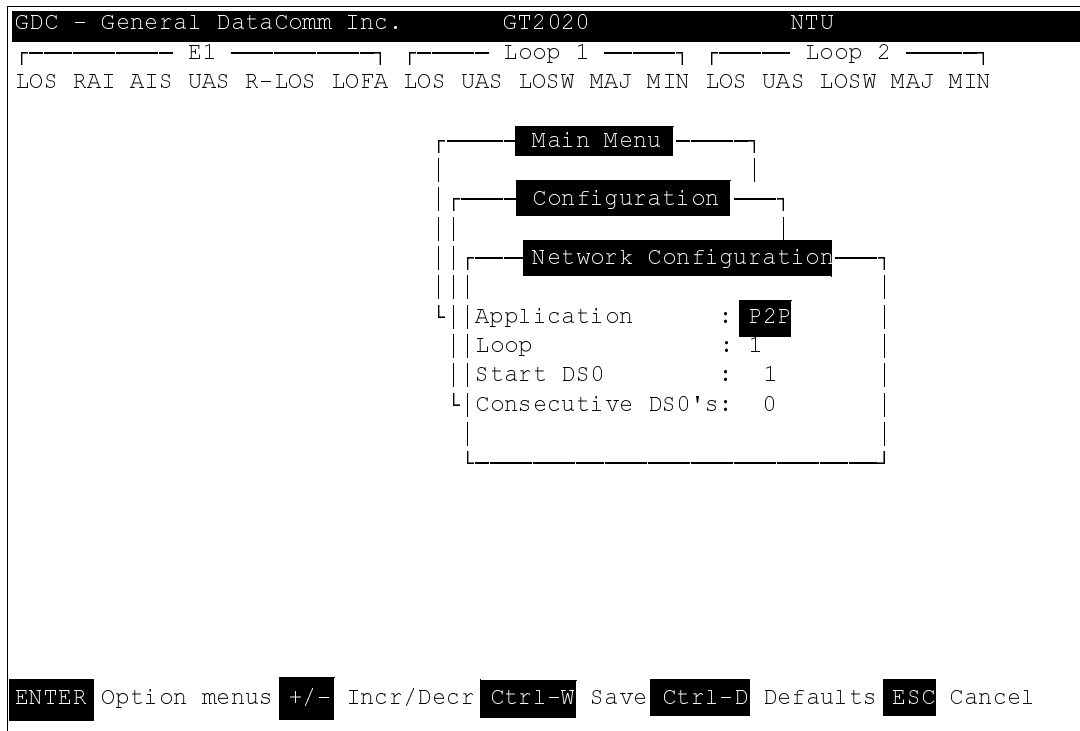 GDC - General DataComm Inc. GT2020 NTU
E1 Loop 1 Loop 2
LOS RAI AIS UAS R-LOS LOFA LOS UAS LOSW MAJ MIN LOS UAS LOSW MAJ MIN
Main Menu
Configuration
Network Configuration
Application : P2P
Loop : 1
Start DS0 : 1
Consecutive DS0's: 0
ENTER Option menus +/- Incr/Decr Ctrl-W Save Ctrl-D Defaults ESC Cancel